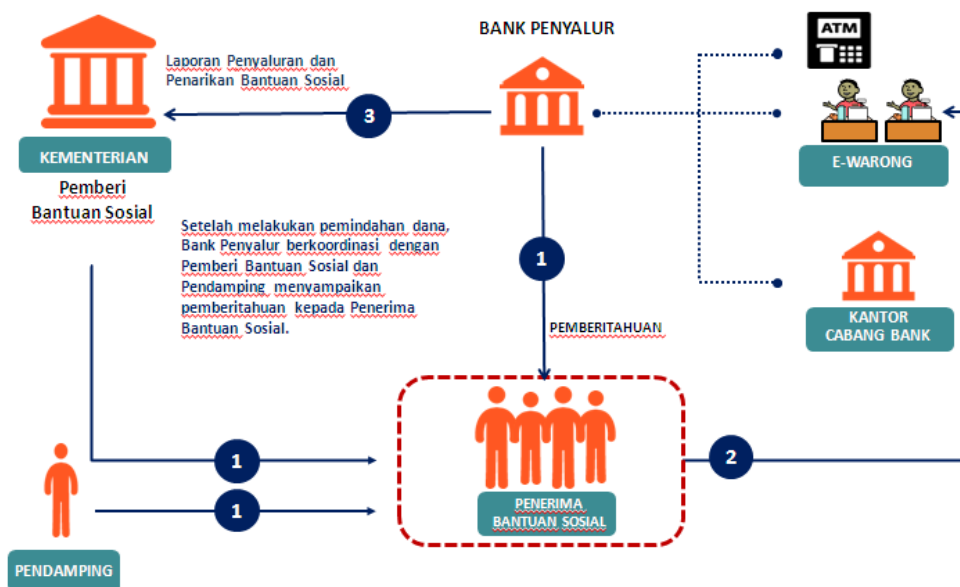 BANK PENYALUR
ATM
Laporan Penyaluran dan
Penarikan Bantuan Sosial
3
KEMENTERIAN
Pemberi
Bantuan Sosial
E-WARONG
Setelah melakukan pemindahan dana,
Bank Penyalur berkoordinasi dengan
Pemberi Bantuan Sosial dan
Pendamping menyampaikan
pemberitahuan kepada Penerima
Bantuan Sosial.
1
PEMBERITAHUAN
KANTOR
CABANG BANK
1
1
2
PENERIMA
BANTUAN SOSIAL
PENDAMPING